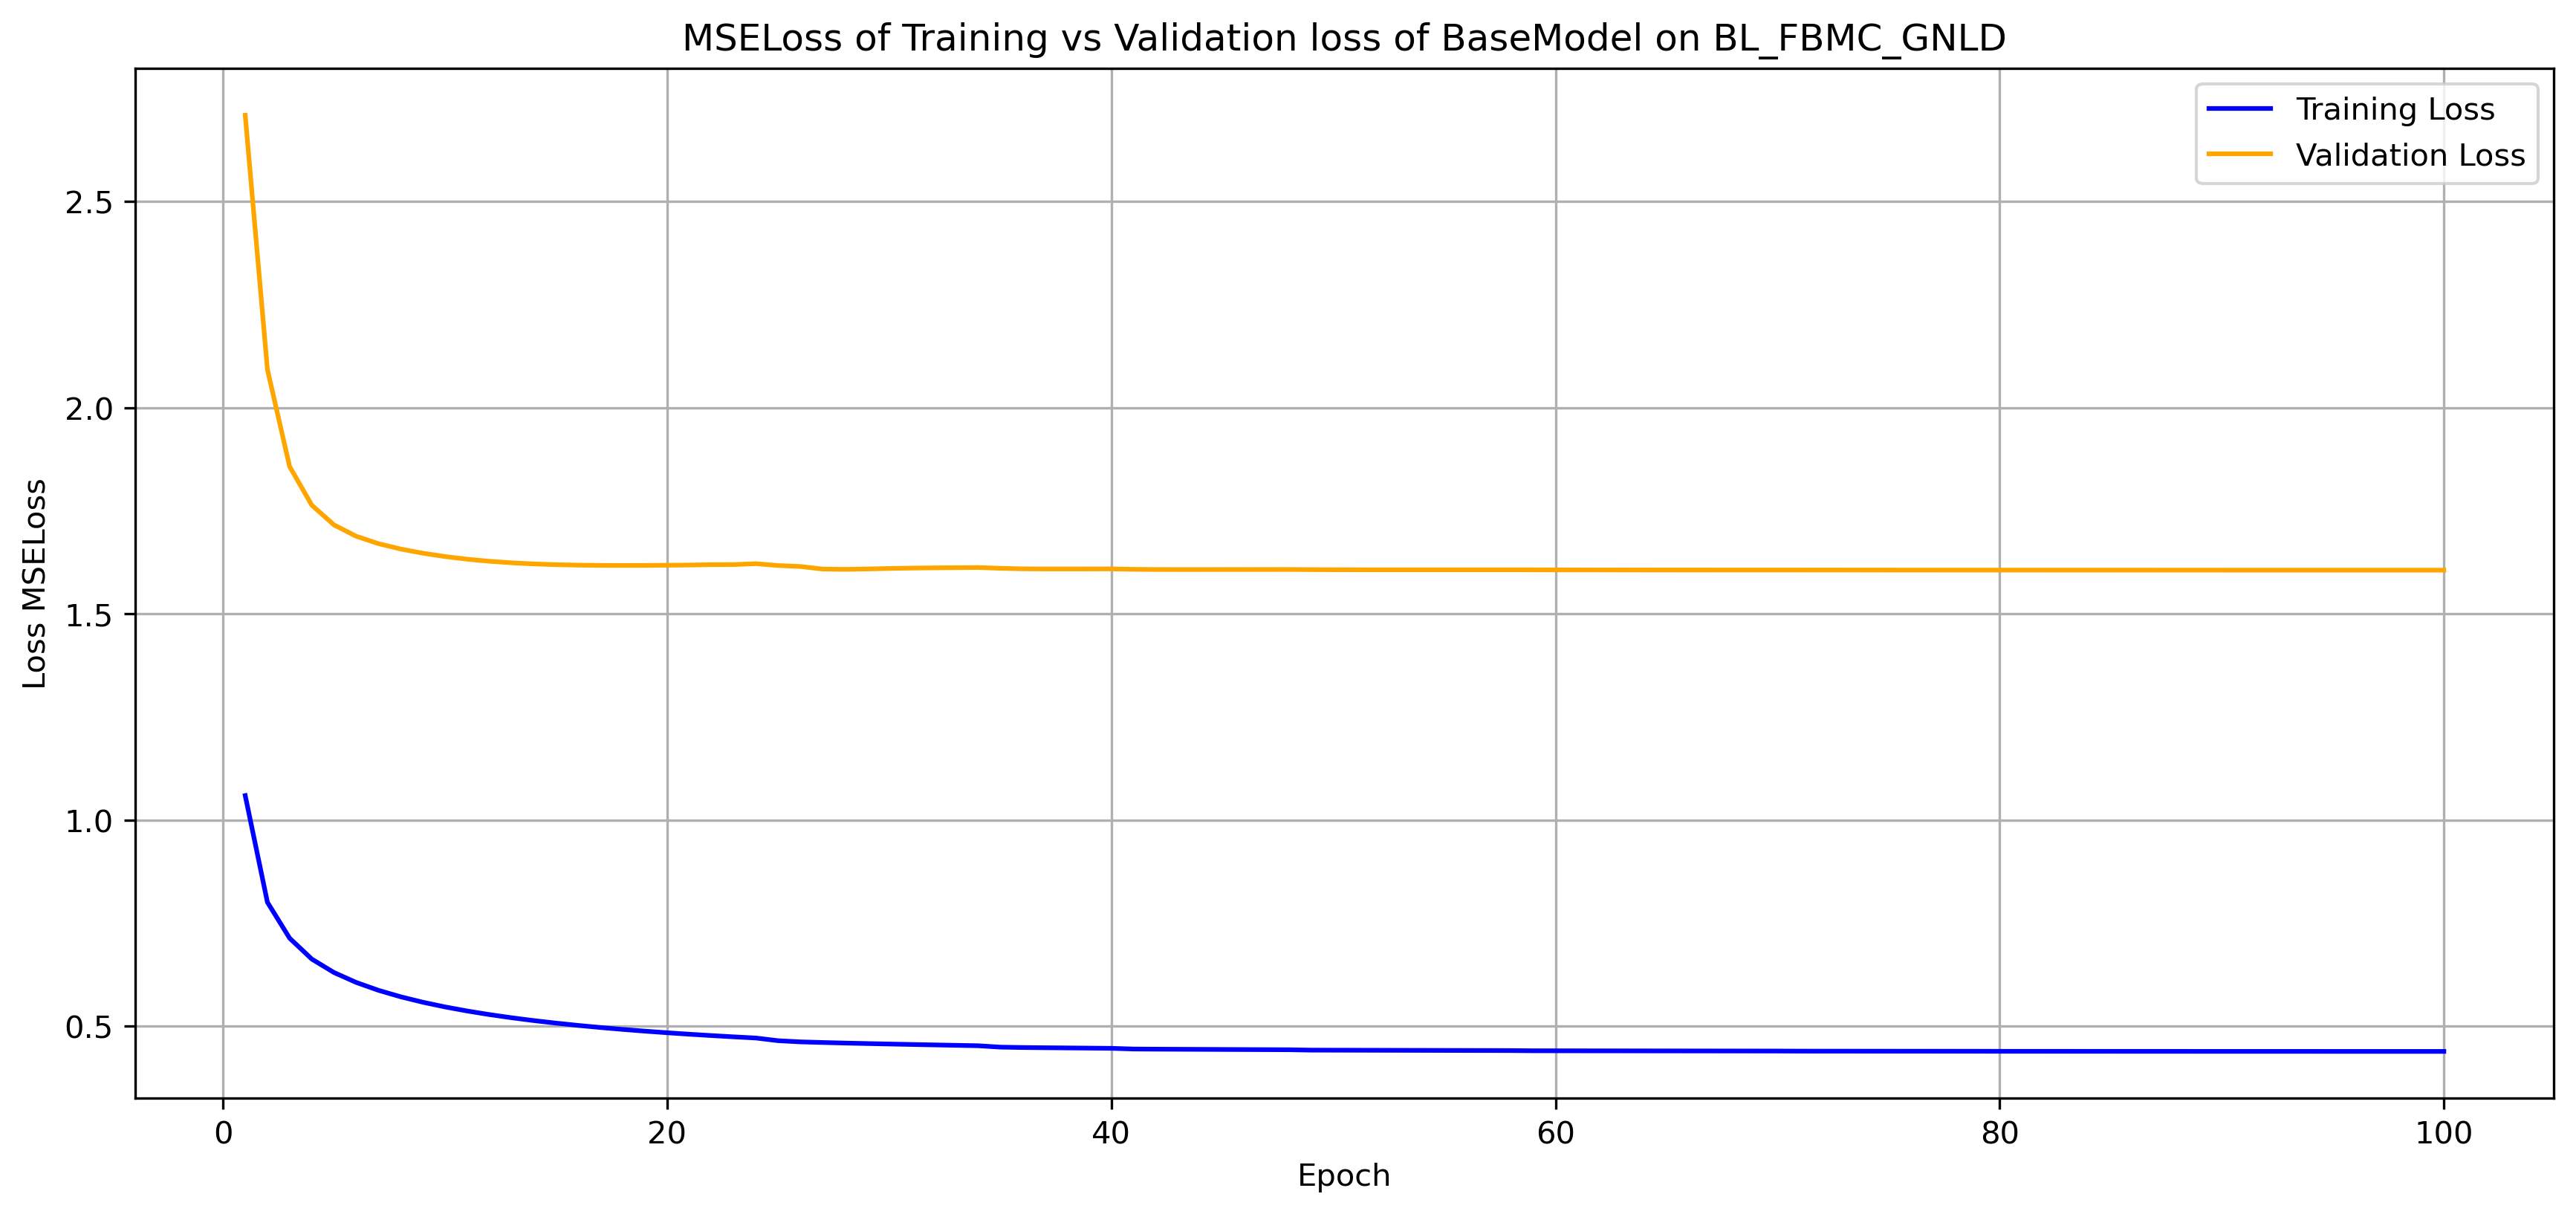 MSELoss of Training vs Validation loss of BaseModel on BL_FBMC_GNLD
Training Loss
Validation Loss
Loss MSELoss
2.5
2.0
1.5
1.0
0.5
0 20 40 60 80 100
Epoch